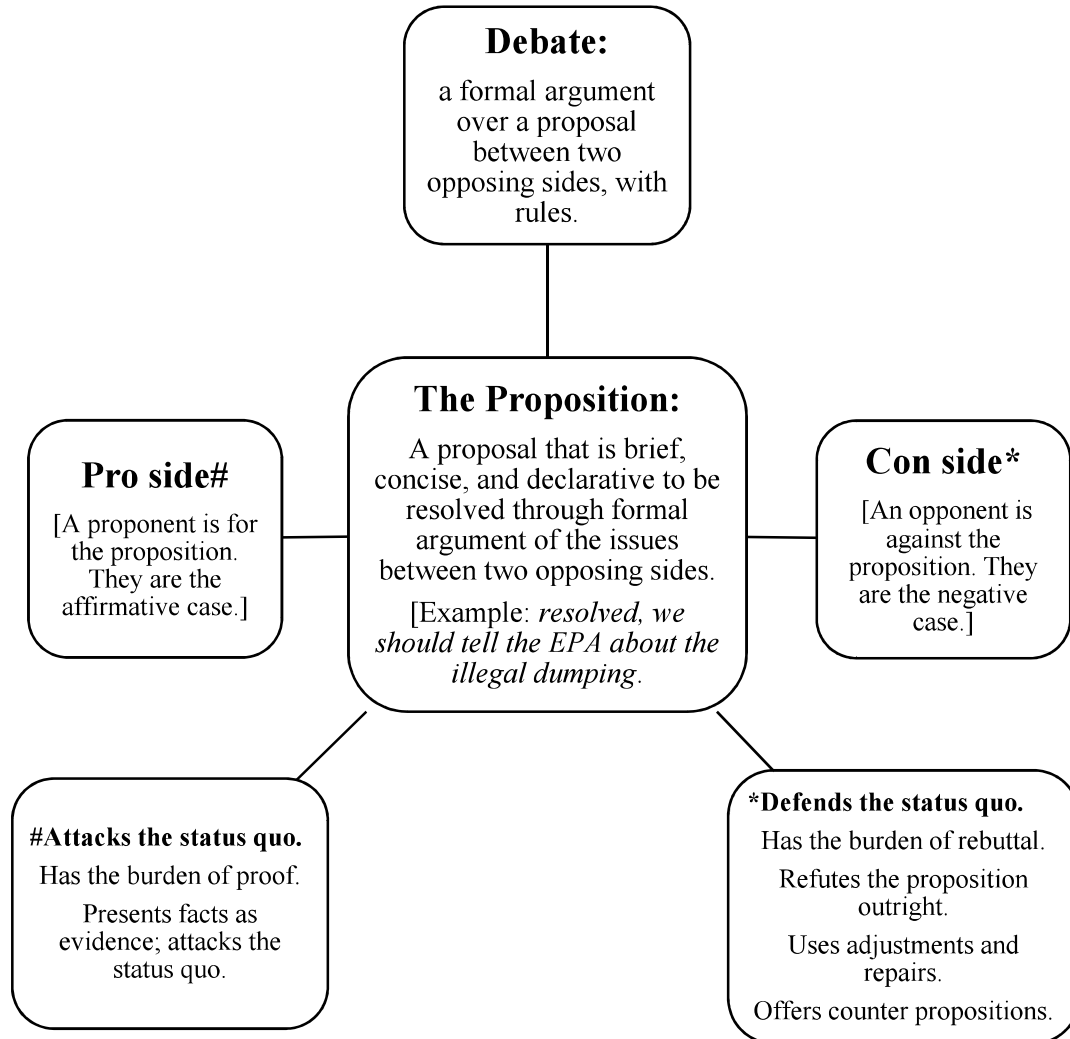 Debate:
a formal argument
over a proposal
between two
opposing sides, with
rules.
The Proposition:
A proposal that is brief,
concise, and declarative to be
resolved through formal
argument of the issues
between two opposing sides.
[Example: resolved, we
should tell the EPA about the
illegal dumping.
Pro side#
[A proponent is for
the proposition.
They are the
affirmative case.]
Con side*
[An opponent is
against the
proposition. They
are the negative
case.]
#Attacks the status quo.
Has the burden of proof.
Presents facts as
evidence; attacks the
status quo.
*Defends the status quo.
Has the burden of rebuttal.
Refutes the proposition
outright.
Uses adjustments and
repairs.
Offers counter propositions.